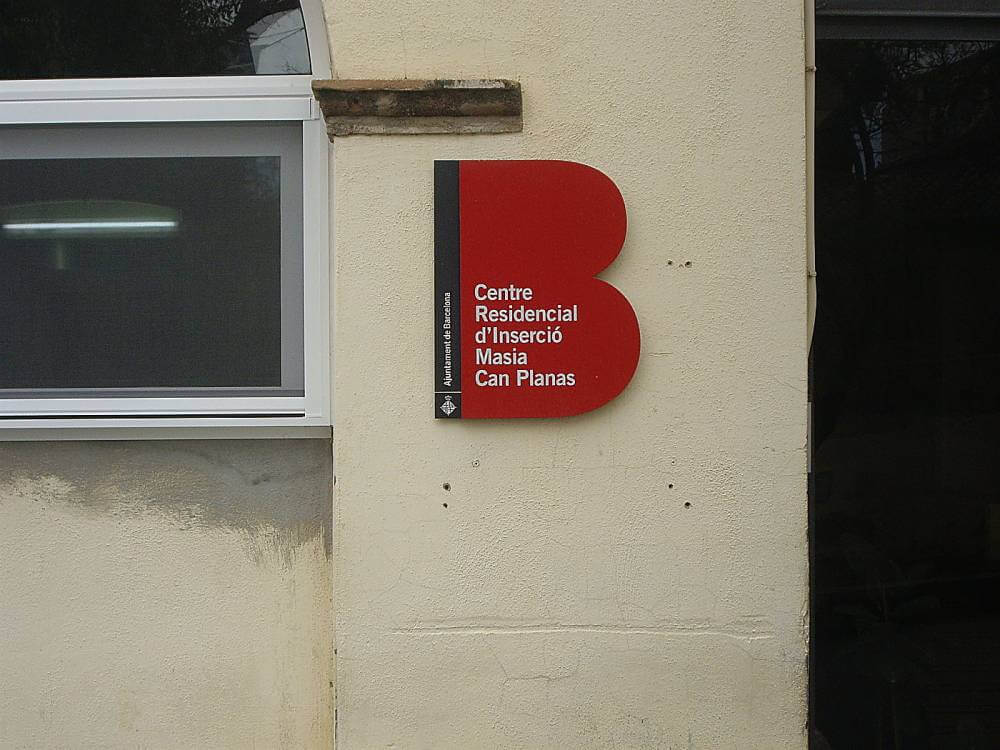 Centre
Residencial
d'Inserció
Masia
Can Planas
Ajuntament de Barcelona